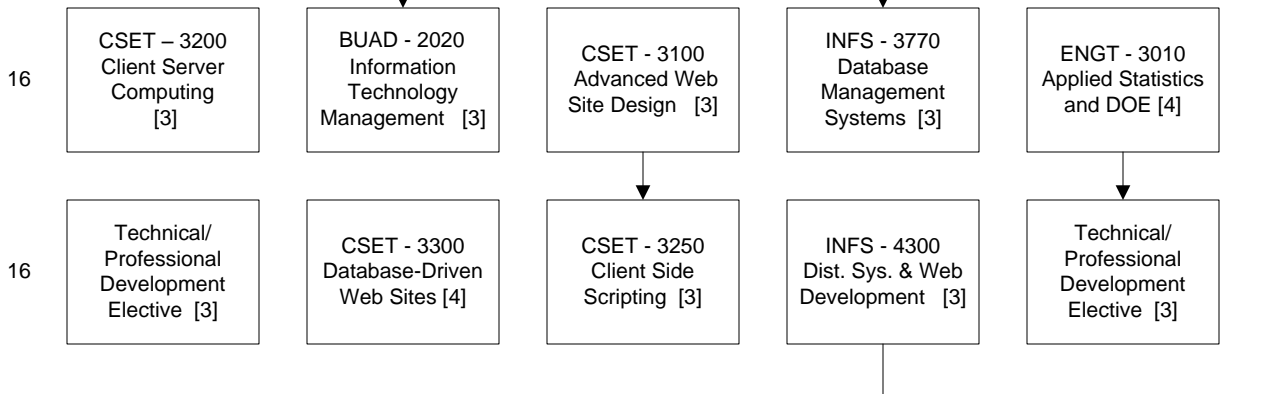 16
CSET – 3200
Client Server
Computing
[3]
BUAD - 2020
Information
Technology
Management [3]
CSET - 3100
Advanced Web
Site Design [3]
INFS - 3770
Database
Management
Systems [3]
ENGT - 3010
Applied Statistics
and DOE [4]
16
Technical/
Professional
Development
Elective [3]
CSET - 3300
Database-Driven
Web Sites [4]
CSET - 3250
Client Side
Scripting [3]
INFS - 4300
Dist. Sys. & Web
Development [3]
Technical/
Professional
Development
Elective [3]